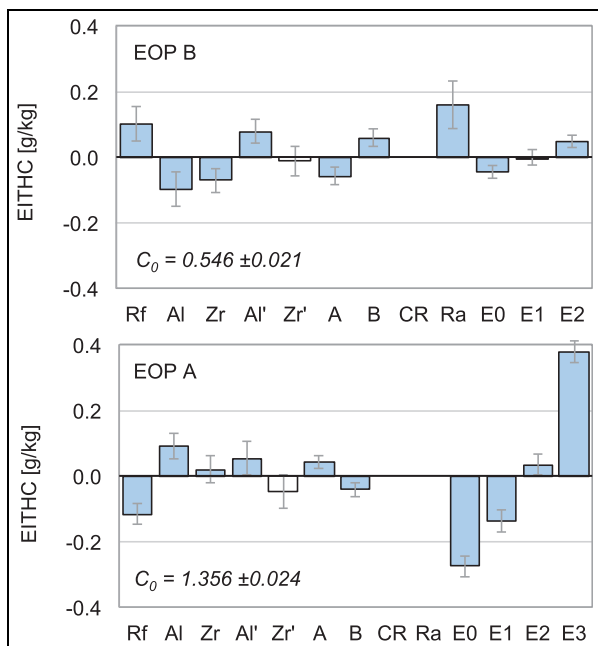 EOP B
EITHC [g/kg]
0.4
0.2
0.0
-0.2
-0.4
C0 = 0.546 ±0.021
Rf Al Zr Al' Zr' A B CR Ra E0 E1 E2
EOP A
EITHC [g/kg]
0.4
0.2
0.0
-0.2
-0.4
C0 = 1.356 ±0.024
Rf Al Zr Al' Zr' A B CR Ra E0 E1 E2 E3